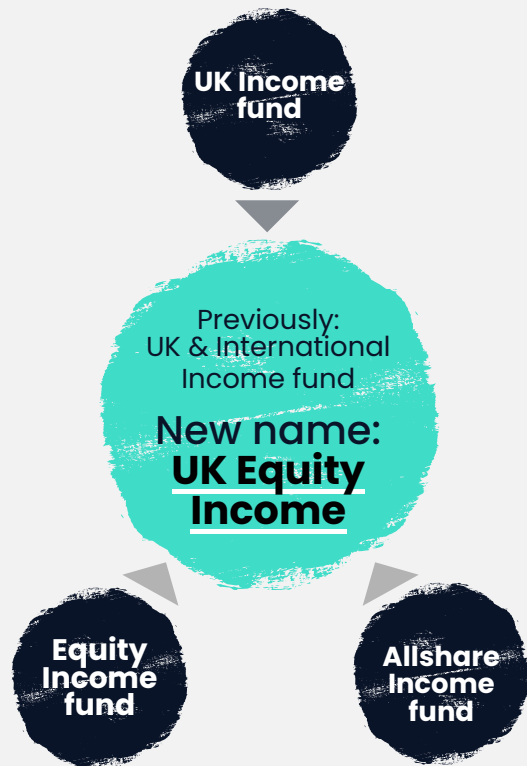 UK Income
fund
Previously:
UK & International
Income fund
New name:
UK Equity
Income
Equity
Income
fund
Allshare
Income
fund